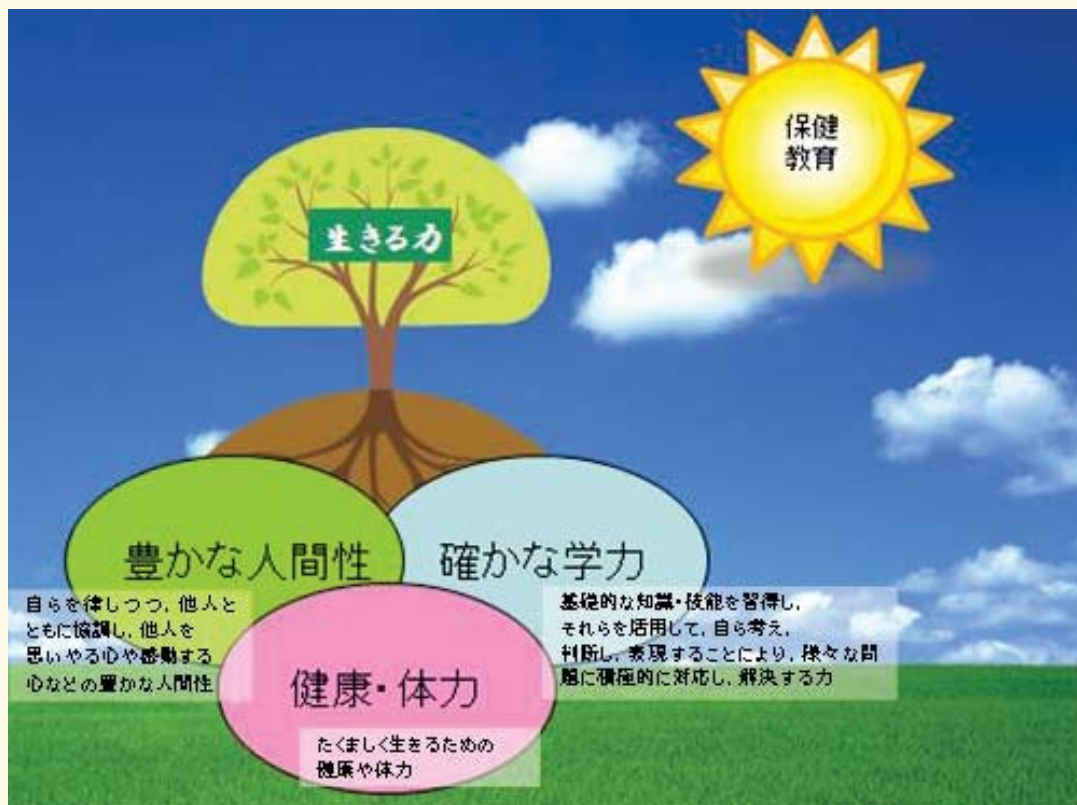 保健
教育
生きる力
豊かな人間性
確かな学力
自らを律しつつ, 他人と
ともに協調し, 他人を
思いやる心や感動する
心などの豊かな人間性
基礎的な知識・技能を習得し,
それらを活用して, 自ら考え,
判断し, 表現することにより, 様々な問
題に積極的に対応し, 解決する力
健康・体力
たくましく生きるための
健康や体力